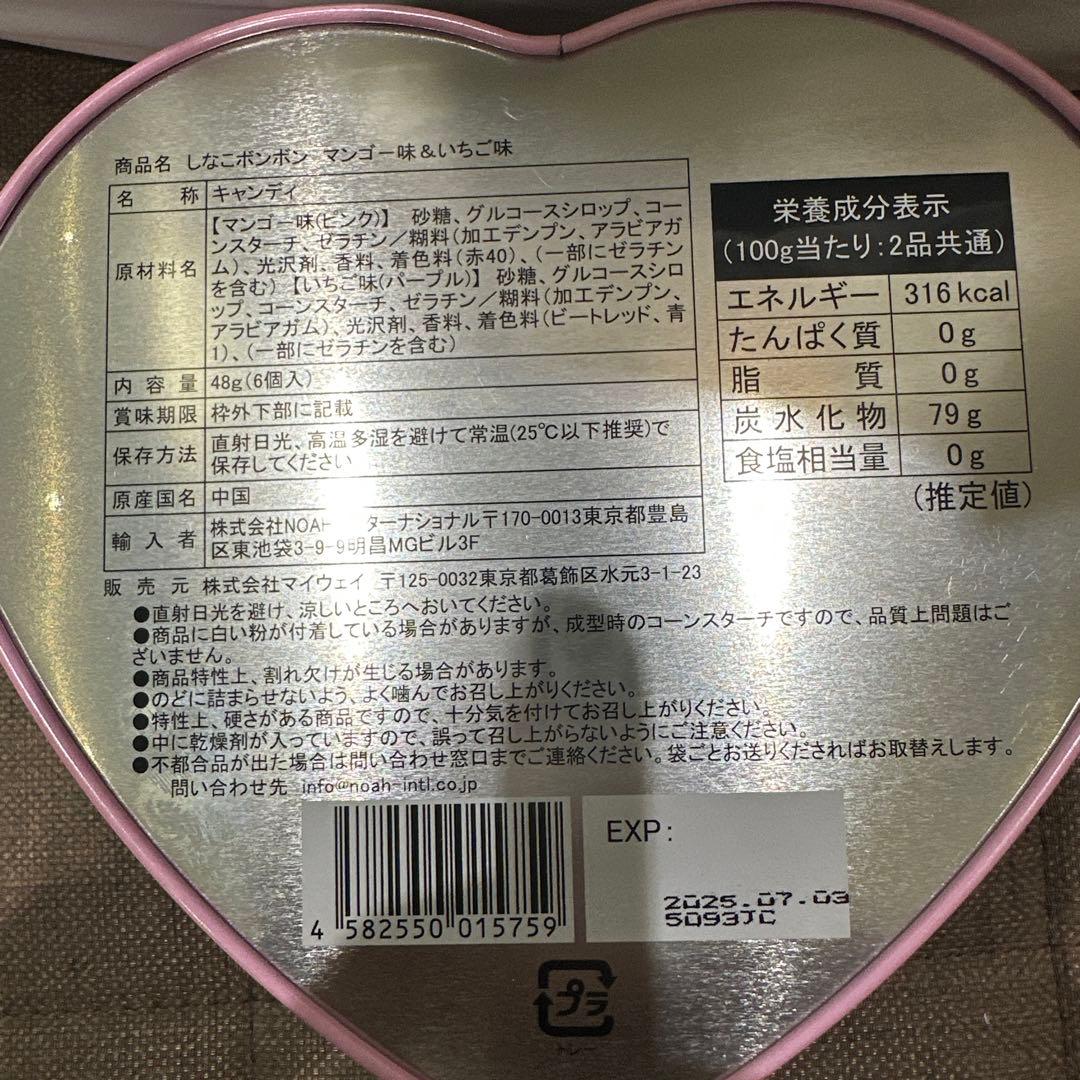 商品名 しなこボンボン マンゴー味&いちご味
名称 キャンディ
原材料名
【マンゴー味(ピンク)】 砂糖、グルコースシロップ、コー
ンスターチ、ゼラチン/糊料(加工デンプン、アラビアガ
ム)、光沢剤、香料、着色料(赤40)、(一部にゼラチン
を含む)【いちご味(パープル)】 砂糖、グルコースシロ
ップ、コーンスターチ、ゼラチン/糊料(加工デンプン、
アラビアガム)、光沢剤、香料、着色料(ビートレッド、青
1)、(一部にゼラチンを含む)
内容量 48g(6個入)
賞味期限 枠外下部に記載
保存方法 直射日光、高温多湿を避けて常温(25℃以下推奨)で
保存してください
原産国名 中国
輸入者 株式会社NOAH ターナショナル〒170-0013東京都豊島
区東池袋3-9-9明昌MGビル3F
販売元 株式会社マイウェイ 〒125-0032東京都葛飾区水元3-1-23
栄養成分表示
(100g当たり:2品共通)
エネルギー 316kcal
たんぱく質 0g
脂質 0g
炭水化物 79g
食塩相当量 0g
(推定値)
●直射日光を避け、涼しいところへおいてください。
●商品に白い粉が付着している場合がありますが、成型時のコーンスターチですので、品質上問題はご
ざいません。
●商品特性上、割れ欠けが生じる場合があります。
●のどに詰まらせないよう、よく噛んでお召し上がりください。
●特性上、硬さがある商品ですので、十分気を付けてお召し上がりください。
●中に乾燥剤が入っていますので、誤って召し上がらないようにご注意ください。
●不都合品が出た場合は問い合わせ窓口までご連絡ください。袋ごとお送りくださればお取替えします。
問い合わせ先 info@noah-intl.co.jp
4 582550 015759
EXP:
2025.07.03
5093JC
プラ
トレー